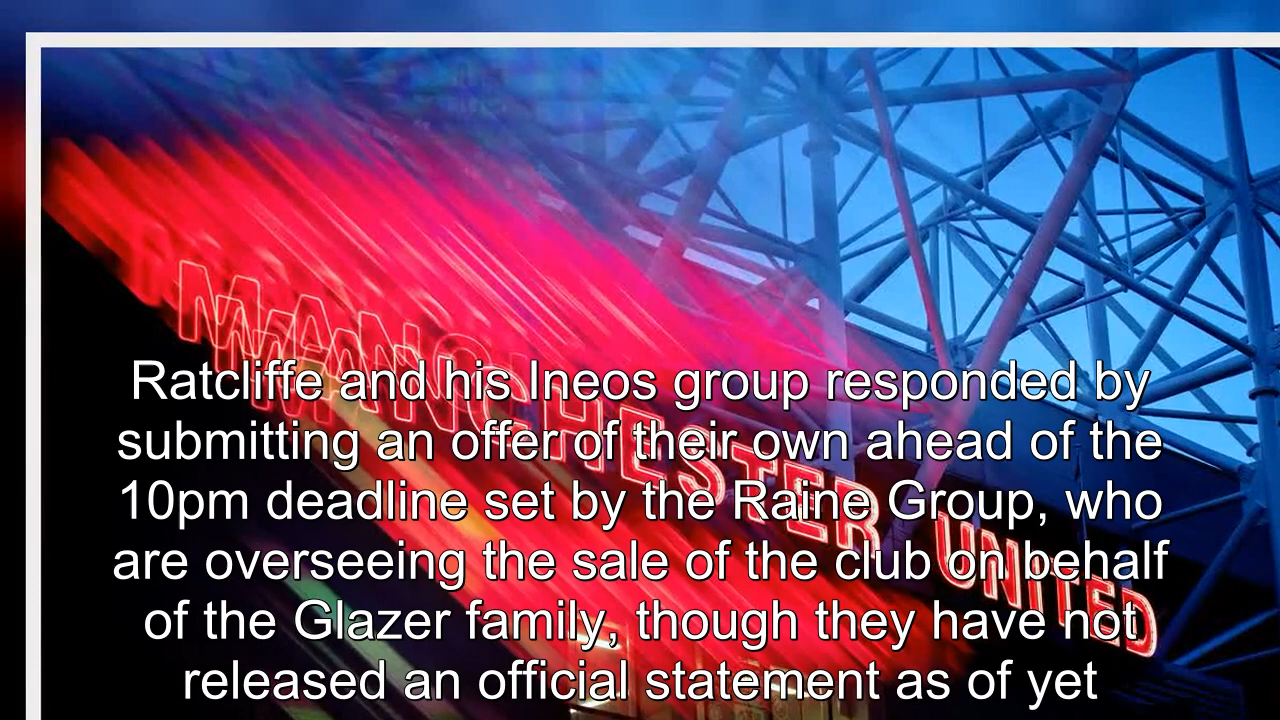 MANCHESTER UNITED
Ratcliffe and his Ineos group responded by
submitting an offer of their own ahead of the
10pm deadline set by the Raine Group, who
are overseeing the sale of the club on behalf
of the Glazer family, though they have not
released an official statement as of yet